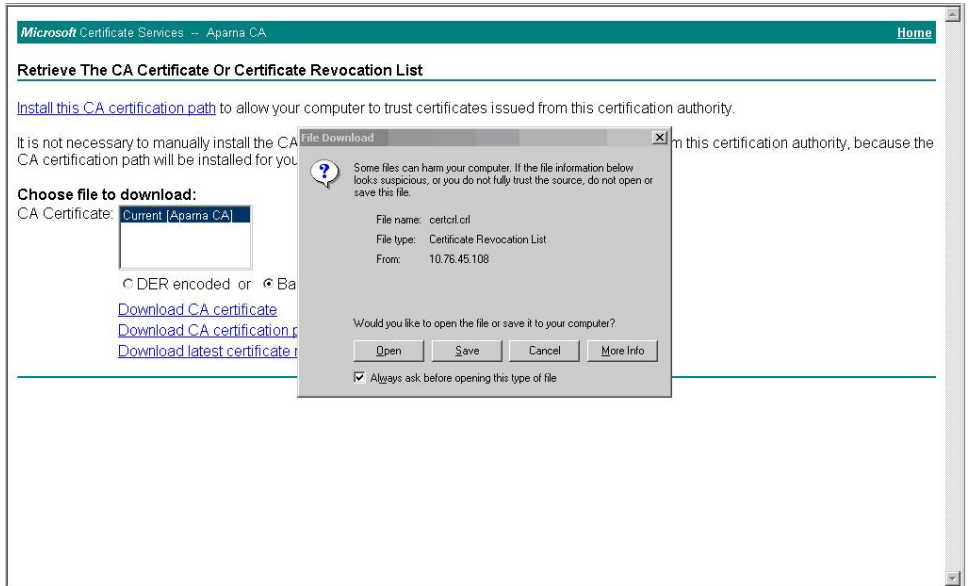 Microsoft Certificate Services -- Aparna CA Home
Retrieve The CA Certificate Or Certificate Revocation List
Install this CA certification path to allow your computer to trust certificates issued from this certification authority.
It is not necessary to manually install the CA m this certification authority, because the
CA certification path will be installed for you
Choose file to download:
CA Certificate: Current [Aparna CA]
DER encoded or Ba
Download CA certificate
Download CA certification p
Download latest certificate r
File Download
Some files can harm your computer. If the file information below
looks suspicious, or you do not fully trust the source, do not open or
save this file.
File name: certcrl.crl
File type: Certificate Revocation List
From: 10.76.45.108
Would you like to open the file or save it to your computer?
Open Save Cancel More Info
Always ask before opening this type of file